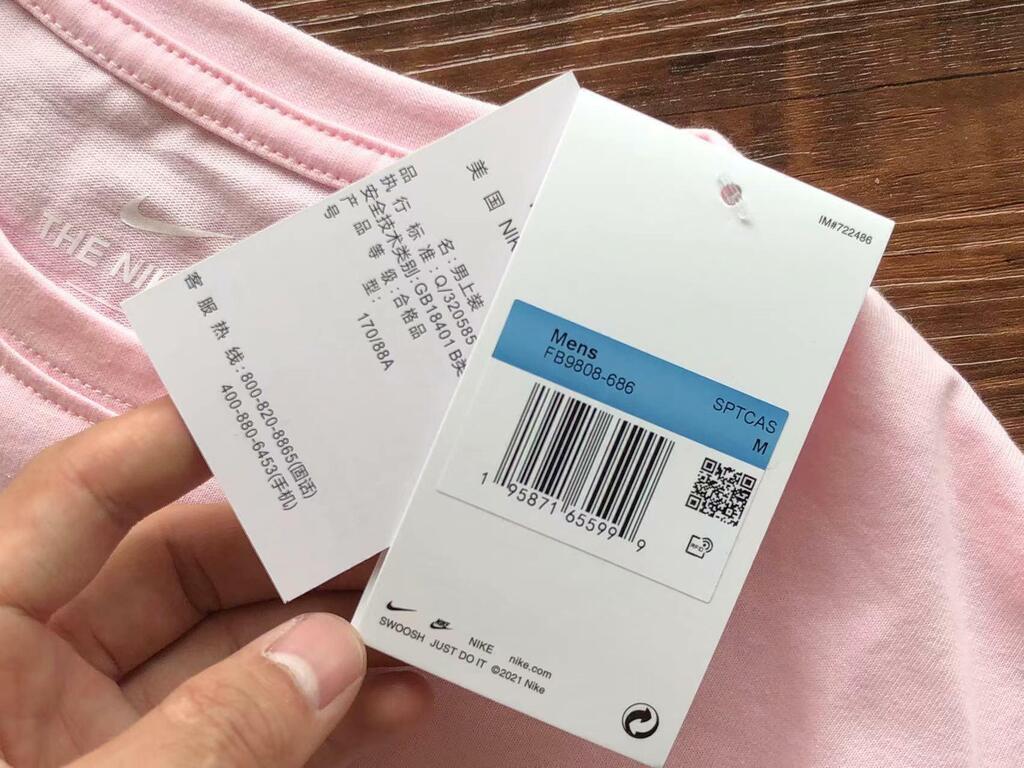 THE NIK
美国 NIK
品 名:男上装
执行标准:Q/320585
安全技术类别:GB18401 B类
产品等级:合格品
号 型: 170/88A
客服热线:800-820-8865(固话)
400-880-6453(手机)
IM#722486
Mens
FB9808-686
SPTCAS
M
1 95871 65599 9
RFID
NIKE
NIKE nike.com
SWOOSH JUST DO IT ©2021 Nike